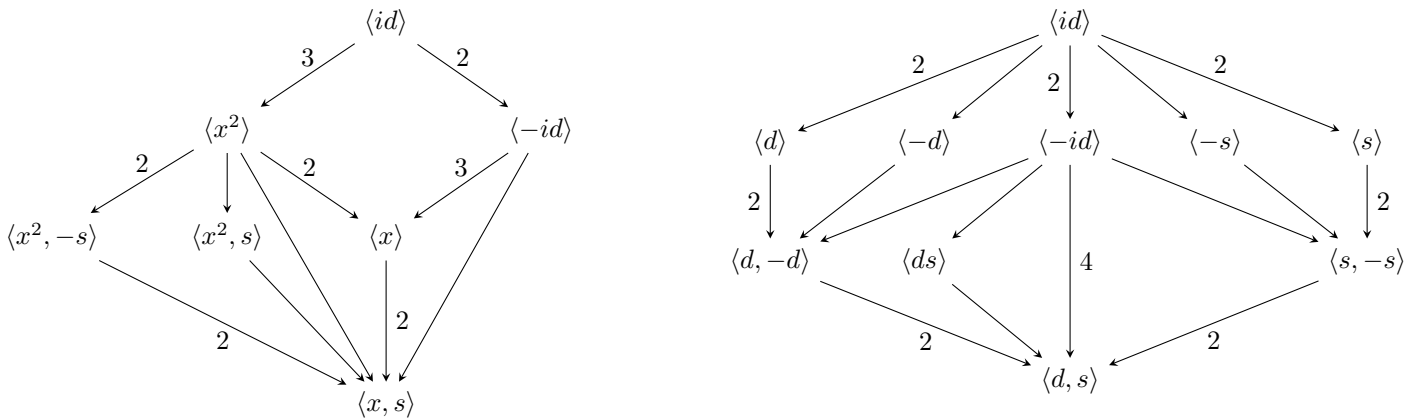 ⟨id⟩
3 2
⟨x²⟩ ⟨−id⟩
2 2 3
⟨x², −s⟩ ⟨x², s⟩ ⟨x⟩
2 2
⟨x, s⟩
⟨id⟩
2 2 2
⟨d⟩ ⟨−d⟩ ⟨−id⟩ ⟨−s⟩ ⟨s⟩
2 2
⟨d, −d⟩ ⟨ds⟩ 4 ⟨s, −s⟩
2 2
⟨d, s⟩